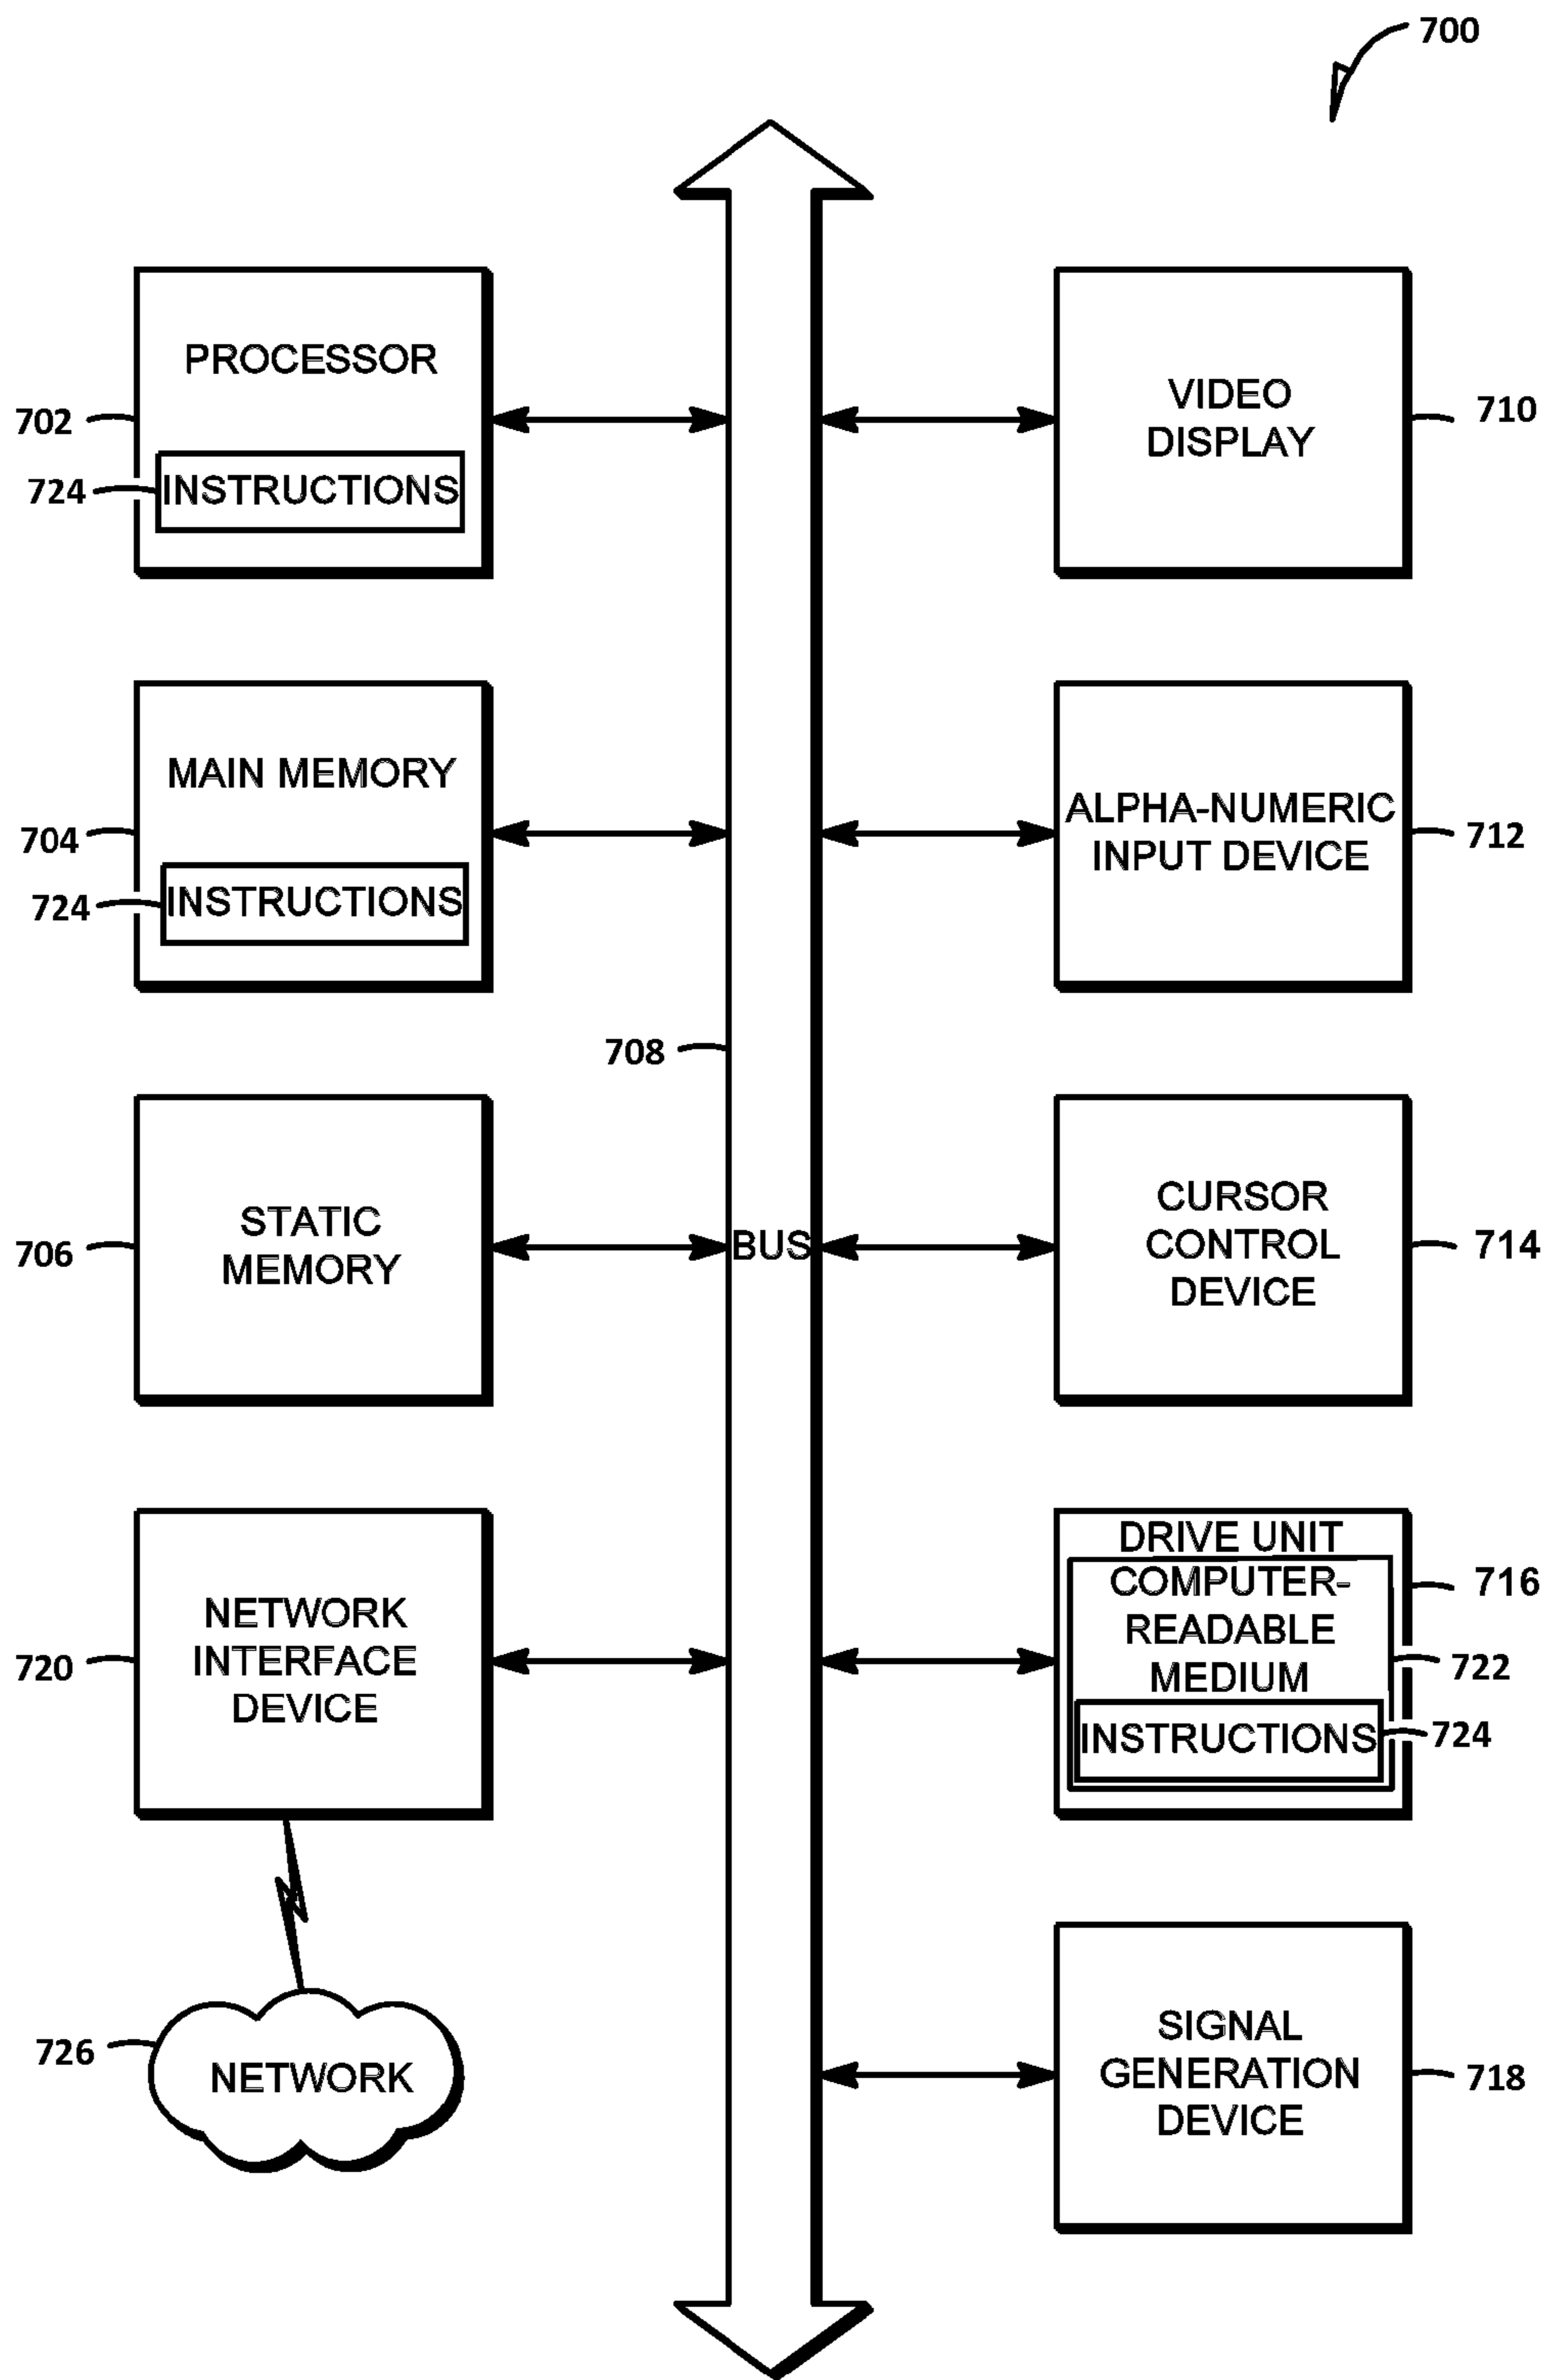 700
PROCESSOR
702
724
INSTRUCTIONS
VIDEO
DISPLAY
710
MAIN MEMORY
704
724
INSTRUCTIONS
ALPHA-NUMERIC
INPUT DEVICE
712
708
STATIC
MEMORY
706
BUS
CURSOR
CONTROL
DEVICE
714
NETWORK
INTERFACE
DEVICE
720
DRIVE UNIT
716
COMPUTER-
READABLE
MEDIUM
722
INSTRUCTIONS
724
726
NETWORK
SIGNAL
GENERATION
DEVICE
718